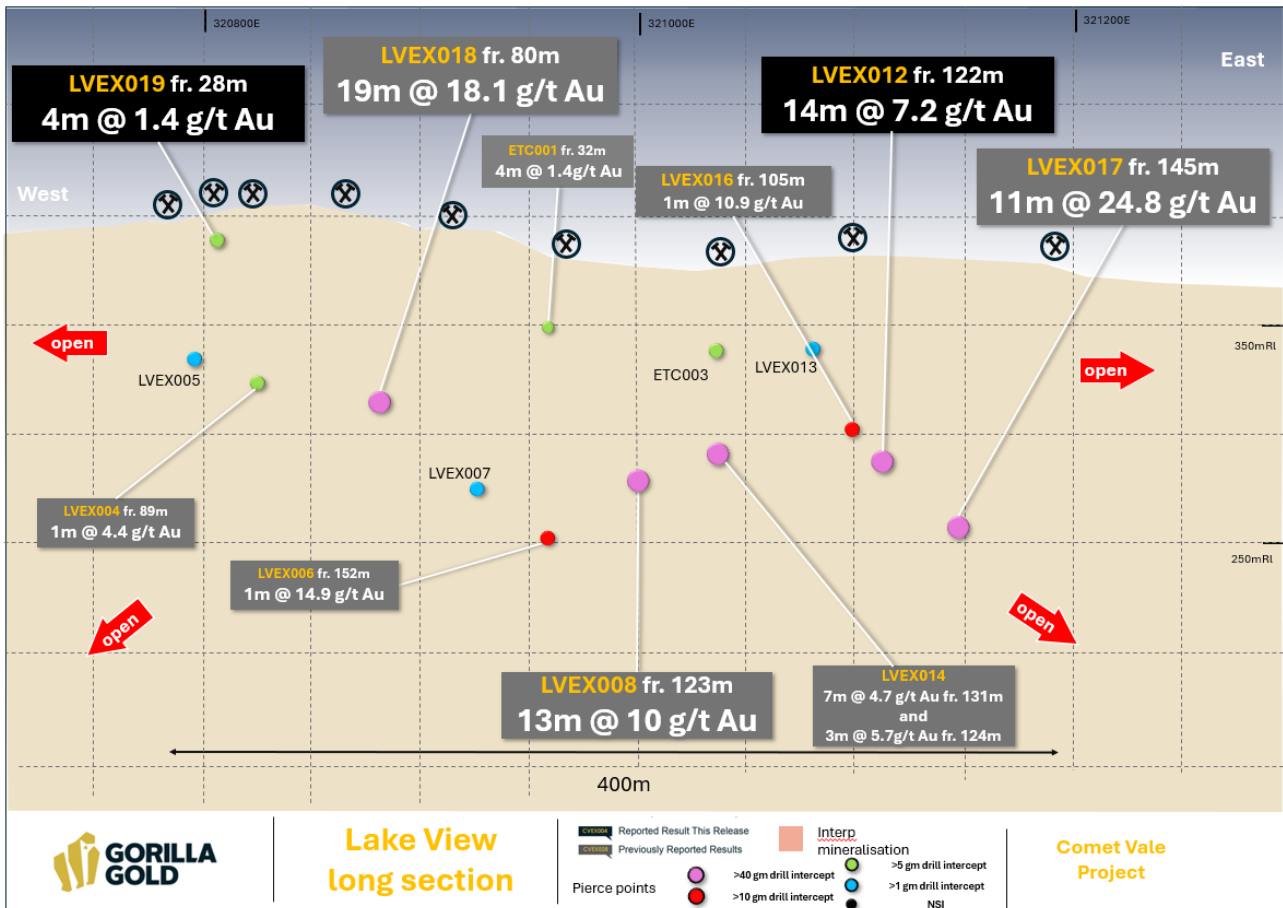 320800E
321000E
321200E
East
West
LVEX019 fr. 28m
4m @ 1.4 g/t Au
LVEX018 fr. 80m
19m @ 18.1 g/t Au
ETC001 fr. 32m
4m @ 1.4g/t Au
LVEX012 fr. 122m
14m @ 7.2 g/t Au
LVEX016 fr. 105m
1m @ 10.9 g/t Au
LVEX017 fr. 145m
11m @ 24.8 g/t Au
open
350mRl
LVEX005
ETC003
LVEX013
open
LVEX007
LVEX004 fr. 89m
1m @ 4.4 g/t Au
250mRl
LVEX006 fr. 152m
1m @ 14.9 g/t Au
open
open
LVEX008 fr. 123m
13m @ 10 g/t Au
LVEX014
7m @ 4.7 g/t Au fr. 131m
and
3m @ 5.7g/t Au fr. 124m
400m
GORILLA
GOLD
Lake View
long section
CVEX004 Reported Result This Release
Previously Reported Results
Interp
mineralisation
Pierce points
>40 gm drill intercept
>10 gm drill intercept
>5 gm drill intercept
>1 gm drill intercept
NSI
Comet Vale
Project